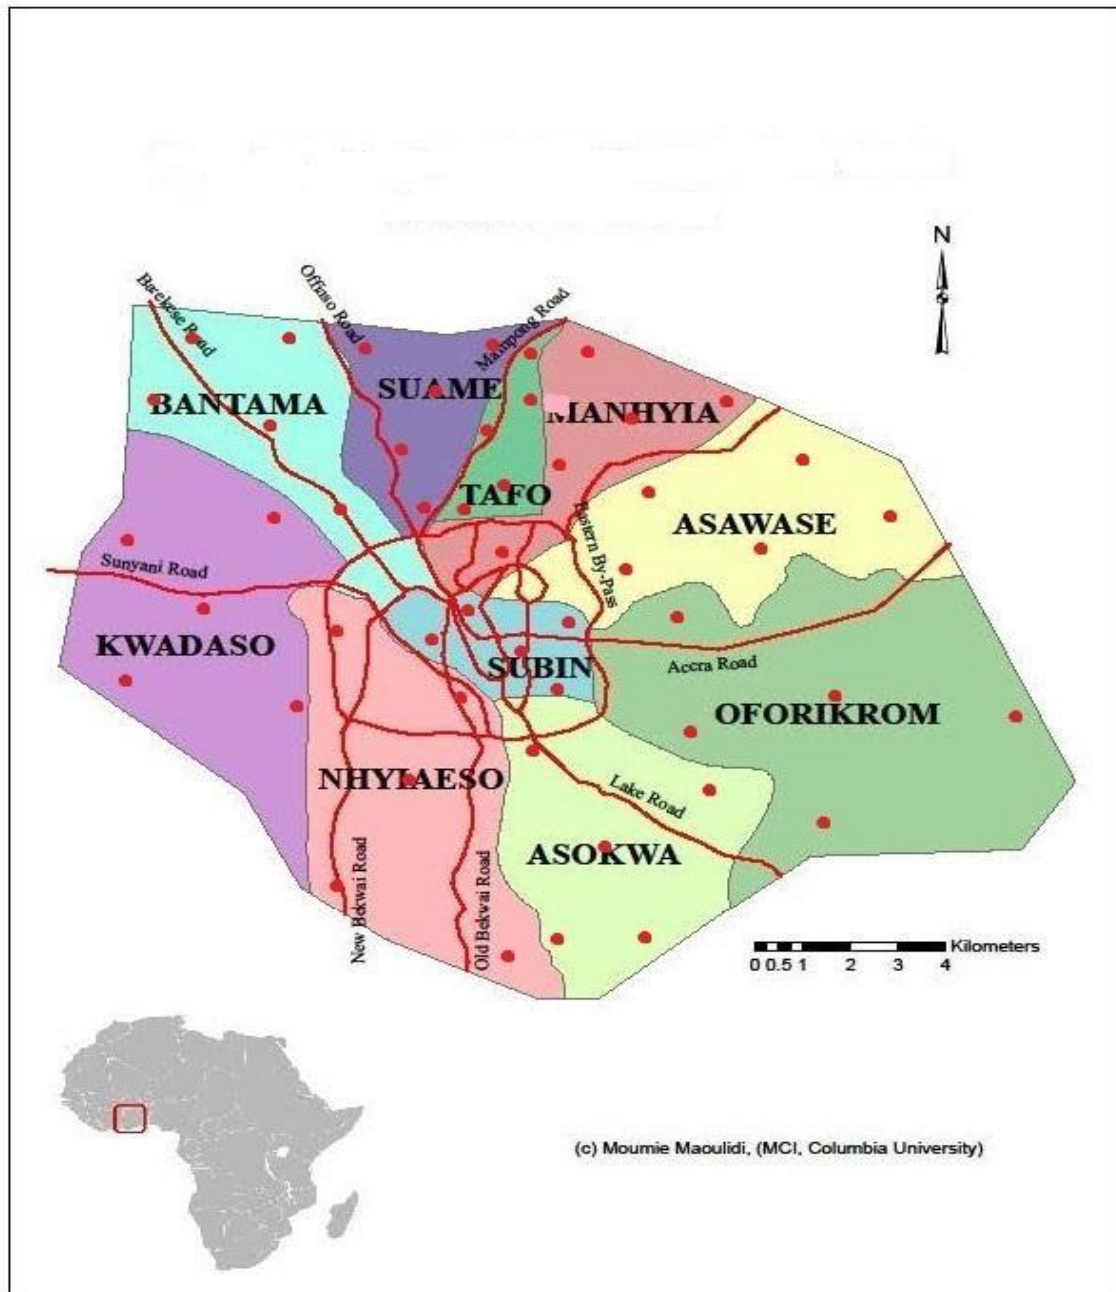 N
Barekese Road
Offinso Road
Mampong Road
SUAME
BANTAMA
MANHYIA
TAFO
Eastern By-Pass
ASAWASE
Sunyani Road
KWADASO
SUBIN
Accra Road
OFORIKROM
NHYIAESO
Lake Road
ASOKWA
New Bekwai Road
Old Bekwai Road
Kilometers
0 0.5 1 2 3 4
(c) Moumie Maoulidi, (MCI, Columbia University)